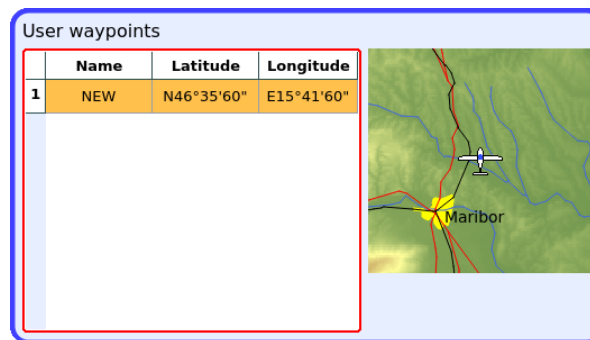 User waypoints
Name Latitude Longitude
1 NEW N46°35'60" E15°41'60"
Maribor